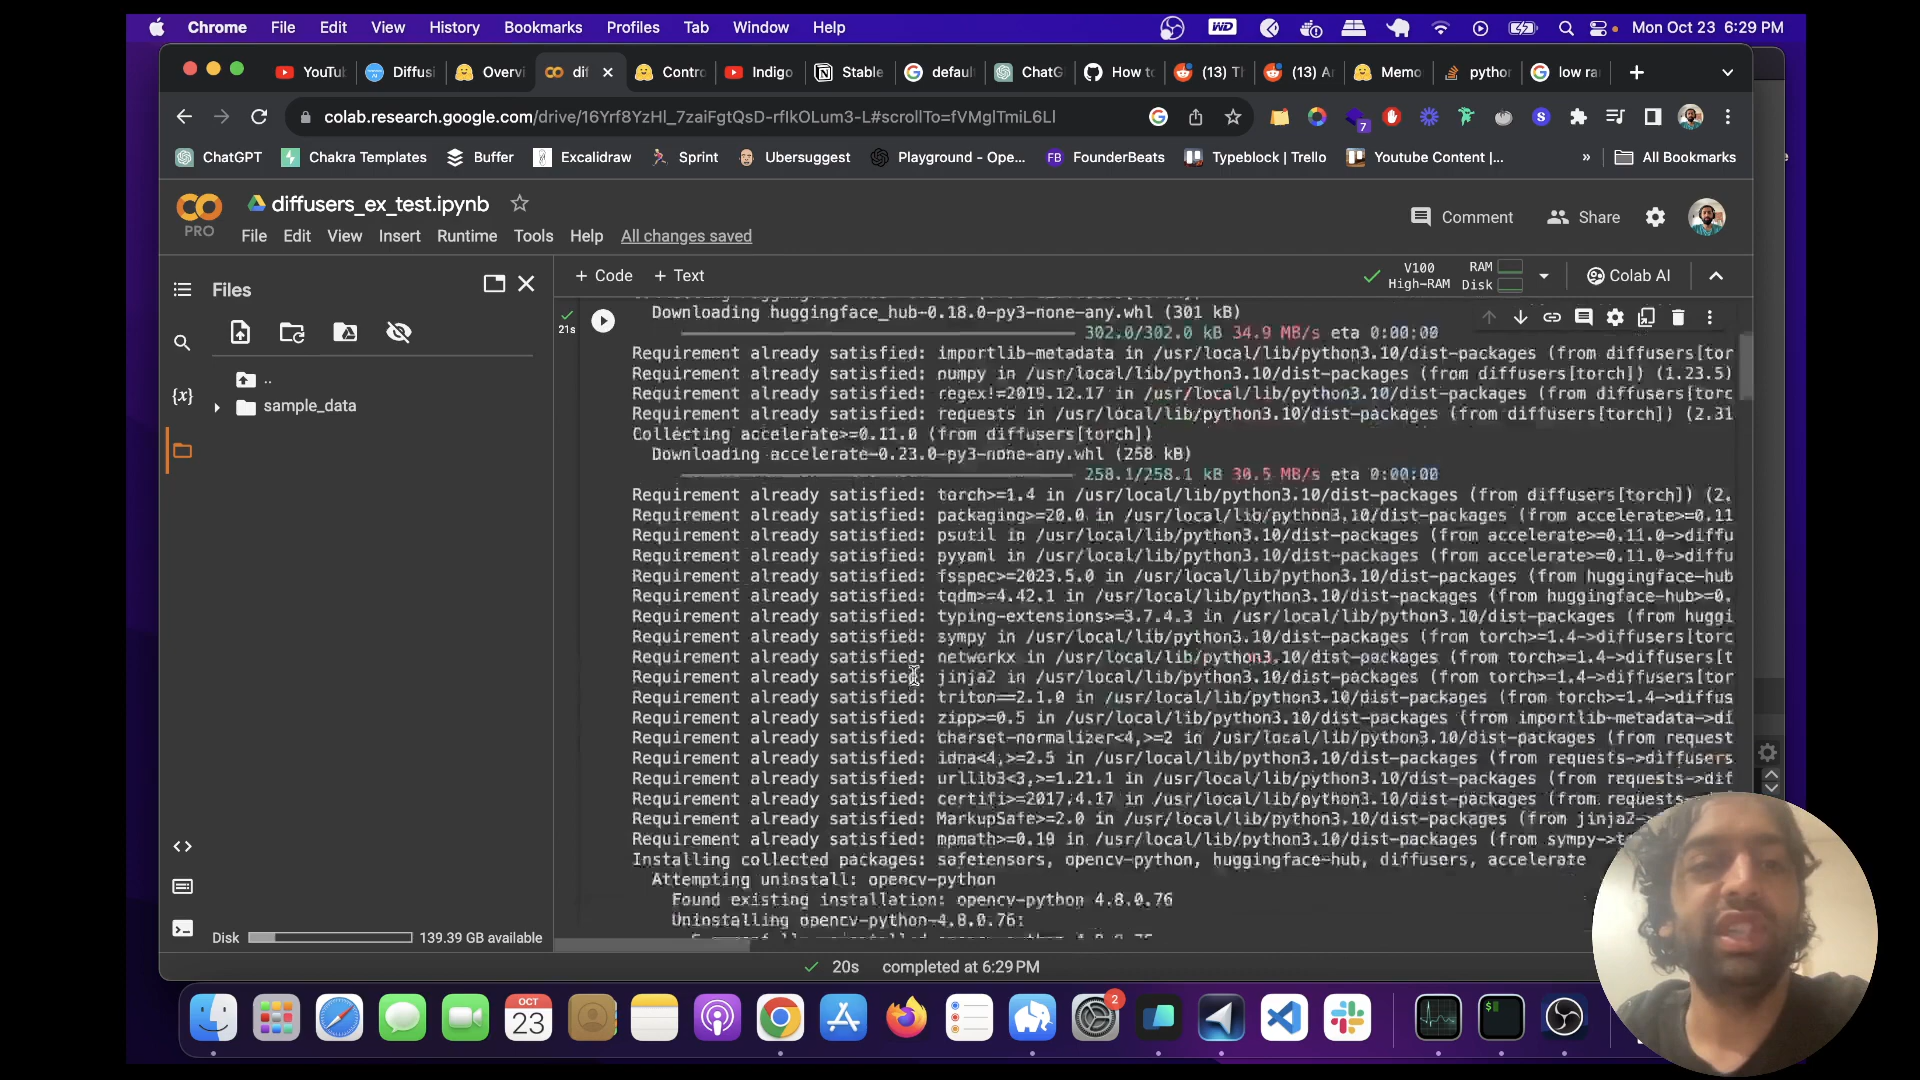 Chrome File Edit View History Bookmarks Profiles Tab Window Help
WD
Mon Oct 23 6:29 PM
YouTu Diffusi Overvi dif Contro Indigo Stable defaul ChatG How to (13) T (13) A Memo python low ra
colab.research.google.com/drive/16Yrf8YzHl_7zaiFgtQsD-rflkOLum3-L#scrollTo=fVMglTmiL6Ll
7
ChatGPT Chakra Templates Buffer Excalidraw Sprint Ubersuggest Playground - Ope... FounderBeats Typeblock | Trello Youtube Content |... » All Bookmarks
FB
diffusers_ex_test.ipynb
PRO
File Edit View Insert Runtime Tools Help All changes saved
Comment Share
Files
+ Code + Text
V100 High-RAM
RAM Disk
Colab AI
..
sample_data
{x}
Disk 139.39 GB available
21s
Downloading huggingface_hub-0.18.0-py3-none-any.whl (301 kB)
302.0/302.0 kB 34.9 MB/s eta 0:00:00
Requirement already satisfied: importlib-metadata in /usr/local/lib/python3.10/dist-packages (from diffusers[tor
Requirement already satisfied: numpy in /usr/local/lib/python3.10/dist-packages (from diffusers[torch]) (1.23.5)
Requirement already satisfied: regex!=2019.12.17 in /usr/local/lib/python3.10/dist-packages (from diffusers[torc
Requirement already satisfied: requests in /usr/local/lib/python3.10/dist-packages (from diffusers[torch]) (2.31
Collecting accelerate>=0.11.0 (from diffusers[torch])
Downloading accelerate-0.23.0-py3-none-any.whl (258 kB)
258.1/258.1 kB 30.5 MB/s eta 0:00:00
Requirement already satisfied: torch>=1.4 in /usr/local/lib/python3.10/dist-packages (from diffusers[torch]) (2.
Requirement already satisfied: packaging>=20.0 in /usr/local/lib/python3.10/dist-packages (from accelerate>=0.11
Requirement already satisfied: psutil in /usr/local/lib/python3.10/dist-packages (from accelerate>=0.11.0->diffu
Requirement already satisfied: pyyaml in /usr/local/lib/python3.10/dist-packages (from accelerate>=0.11.0->diffu
Requirement already satisfied: fsspec>=2023.5.0 in /usr/local/lib/python3.10/dist-packages (from huggingface-hub
Requirement already satisfied: tqdm>=4.42.1 in /usr/local/lib/python3.10/dist-packages (from huggingface-hub>=0.
Requirement already satisfied: typing-extensions>=3.7.4.3 in /usr/local/lib/python3.10/dist-packages (from huggi
Requirement already satisfied: sympy in /usr/local/lib/python3.10/dist-packages (from torch>=1.4->diffusers[torc
Requirement already satisfied: networkx in /usr/local/lib/python3.10/dist-packages (from torch>=1.4->diffusers[t
Requirement already satisfied: jinja2 in /usr/local/lib/python3.10/dist-packages (from torch>=1.4->diffusers[tor
Requirement already satisfied: triton==2.1.0 in /usr/local/lib/python3.10/dist-packages (from torch>=1.4->diffus
Requirement already satisfied: zipp>=0.5 in /usr/local/lib/python3.10/dist-packages (from importlib-metadata->di
Requirement already satisfied: charset-normalizer<4,>=2 in /usr/local/lib/python3.10/dist-packages (from request
Requirement already satisfied: idna<4,>=2.5 in /usr/local/lib/python3.10/dist-packages (from requests->diffusers
Requirement already satisfied: urllib3<3,>=1.21.1 in /usr/local/lib/python3.10/dist-packages (from requests->dif
Requirement already satisfied: certifi>=2017.4.17 in /usr/local/lib/python3.10/dist-packages (from requests->
Requirement already satisfied: MarkupSafe>=2.0 in /usr/local/lib/python3.10/dist-packages (from jinja2->
Requirement already satisfied: mpmath>=0.19 in /usr/local/lib/python3.10/dist-packages (from sympy->t
Installing collected packages: safetensors, opencv-python, huggingface-hub, diffusers, accelerate
Attempting uninstall: opencv-python
Found existing installation: opencv-python 4.8.0.76
Uninstalling opencv-python-4.8.0.76:
20s completed at 6:29 PM
OCT
23
2